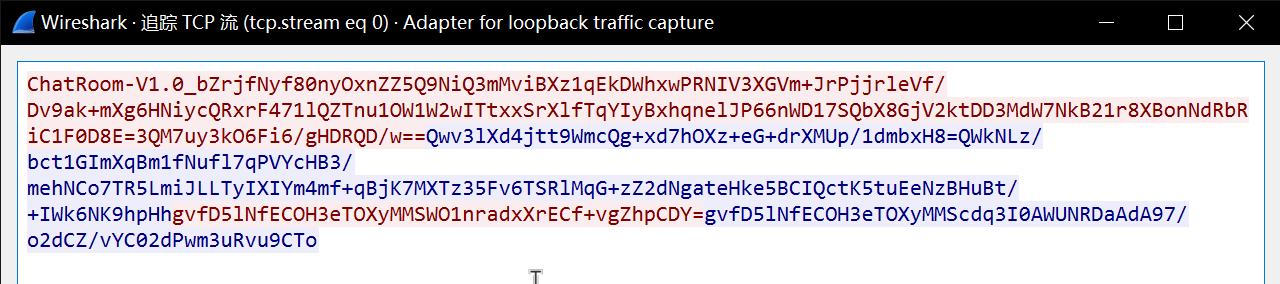 Wireshark · 追踪 TCP 流 (tcp.stream eq 0) · Adapter for loopback traffic capture
ChatRoom-V1.0_bZrjfNyf80nyOxnZZ5Q9NiQ3mMviBXz1qEkDWhxwPRNIV3XGVm+JrPjjrleVf/
Dv9ak+mXg6HNiycQRxrF471lQZTnu1OW1W2wITtxxSrXlfTqYIyBxhqnelJP66nWD17SQbX8GjV2ktDD3MdW7NkB21r8XBonNdRbR
iC1F0D8E=3QM7uy3kO6Fi6/gHDRQD/w==Qwv3lXd4jtt9WmcQg+xd7hOXz+eG+drXMUp/1dmbxH8=QWkNLz/
bct1GImXqBm1fNufl7qPVYcHB3/
mehNCo7TR5LmiJLLTyIXIYm4mf+qBjK7MXTz35Fv6TSRlMqG+zZ2dNgateHke5BCIQctK5tuEeNzBHuBt/
+IWk6NK9hpHhgvfD5lNfECOH3eTOXyMMSWO1nradxXrECf+vgZhpCDY=gvfD5lNfECOH3eTOXyMMScdq3I0AWUNRDaAdA97/
o2dCZ/vYC02dPwm3uRvu9CTo